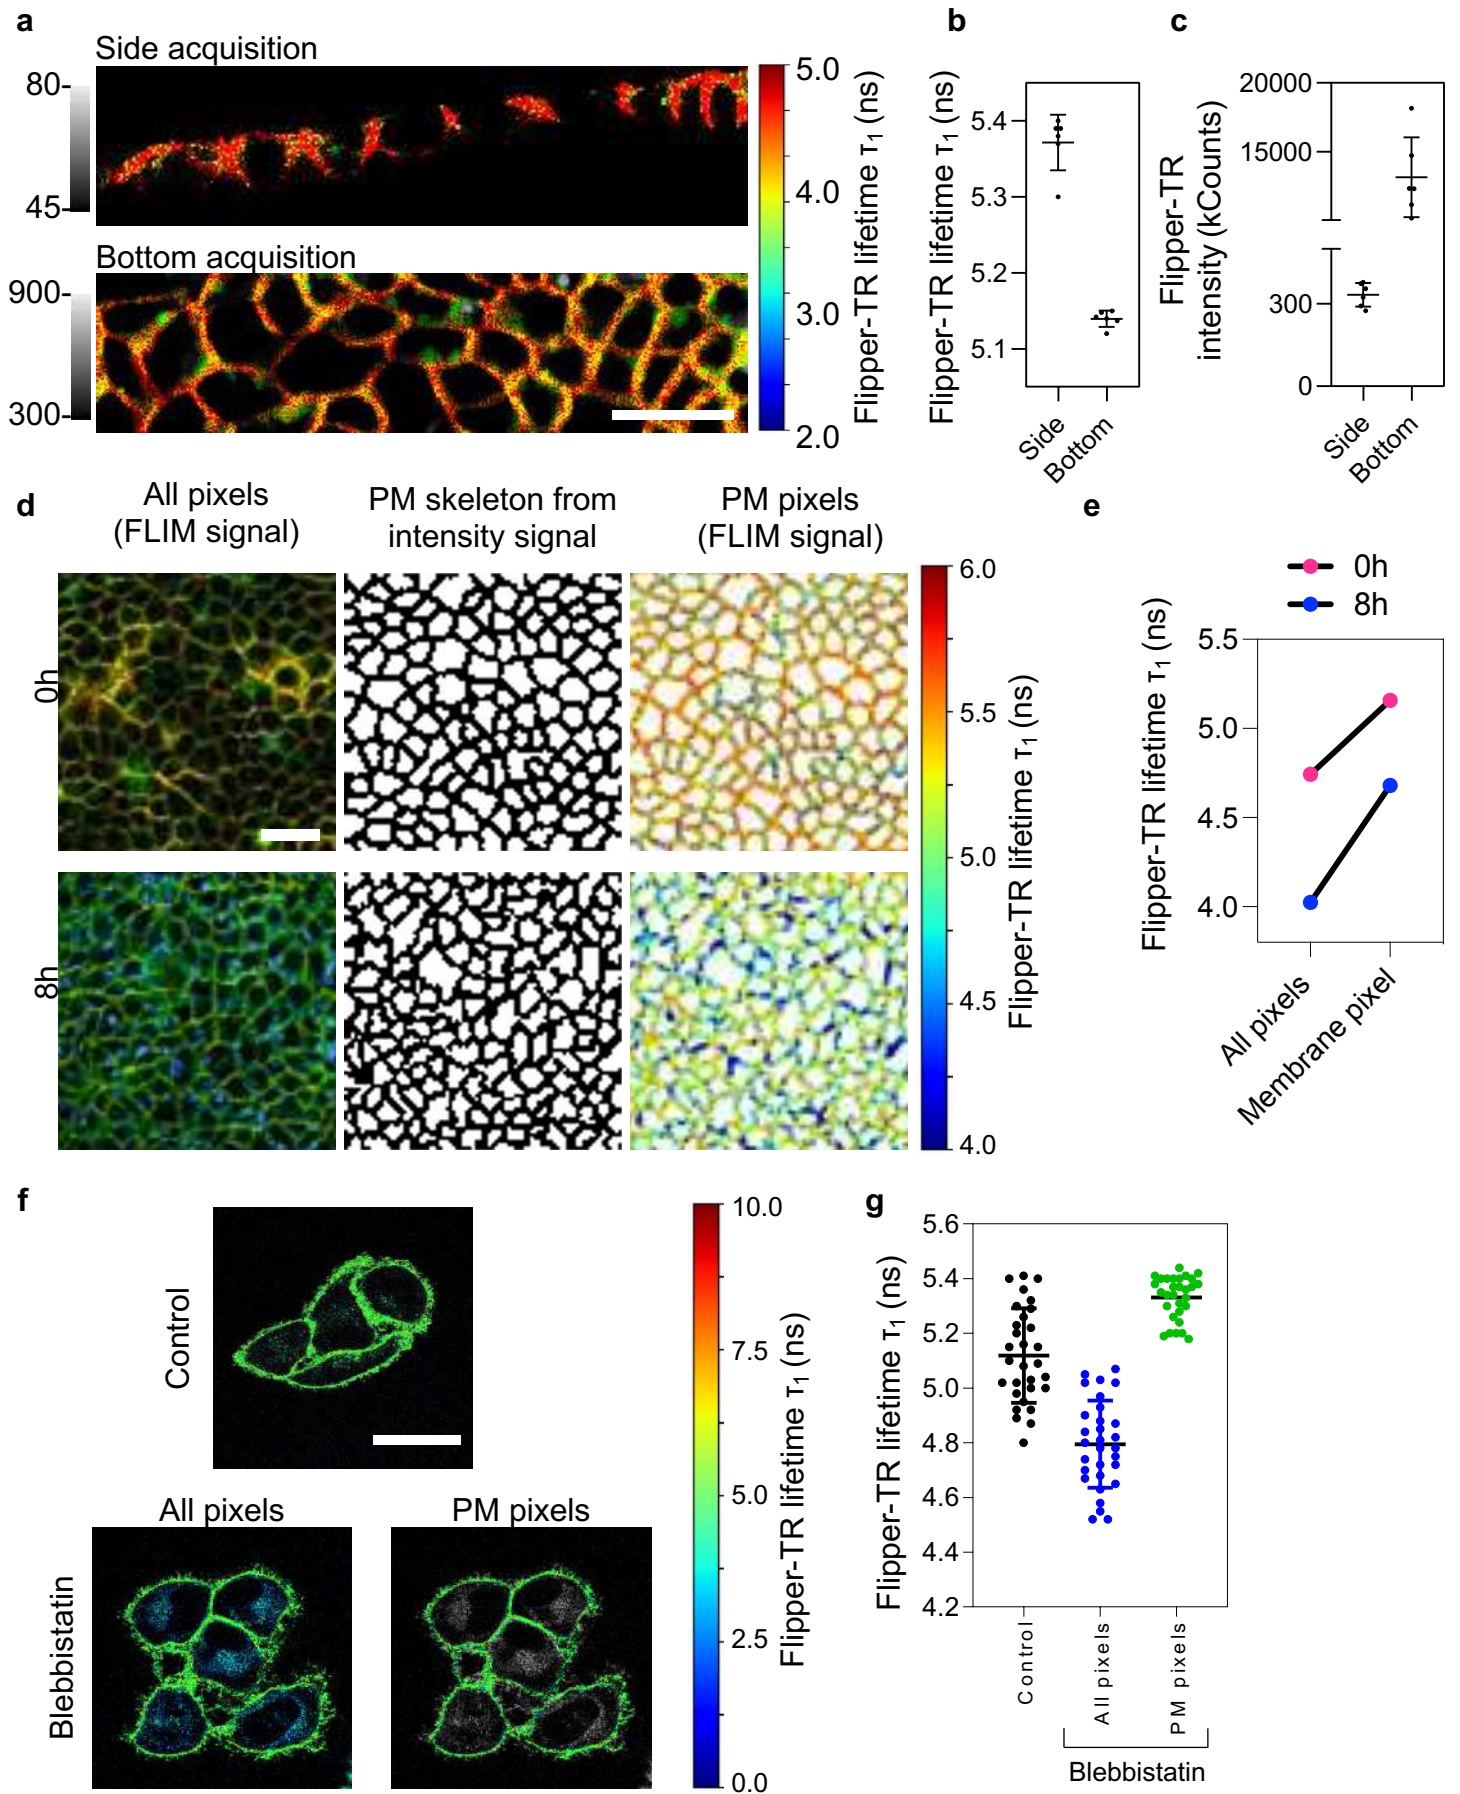 a
Side acquisition
80
45
Bottom acquisition
900
300
5.0
4.0
3.0
2.0
Flipper-TR lifetime τ1 (ns)
b
Flipper-TR lifetime τ1 (ns)
5.4
5.3
5.2
5.1
Side
Bottom
c
Flipper-TR
intensity (kCounts)
20000
15000
300
0
Side
Bottom
d
All pixels
(FLIM signal)
PM skeleton from
intensity signal
PM pixels
(FLIM signal)
0h
8h
6.0
5.5
5.0
4.5
4.0
Flipper-TR lifetime τ1 (ns)
e
0h
8h
Flipper-TR lifetime τ1 (ns)
5.5
5.0
4.5
4.0
All pixels
Membrane pixel
f
Control
All pixels
PM pixels
Blebbistatin
10.0
7.5
5.0
2.5
0.0
Flipper-TR lifetime τ1 (ns)
g
Flipper-TR lifetime τ1 (ns)
5.6
5.4
5.2
5.0
4.8
4.6
4.4
4.2
Control
All pixels
PM pixels
Blebbistatin